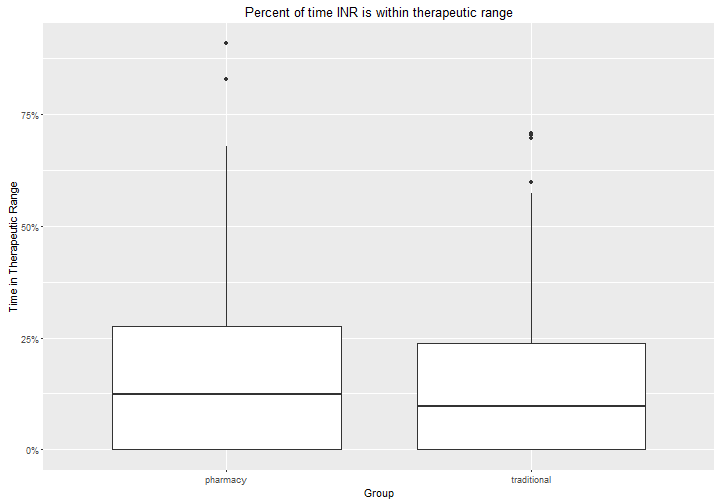 Percent of time INR is within therapeutic range
Time in Therapeutic Range
75%
50%
25%
0%
pharmacy
traditional
Group